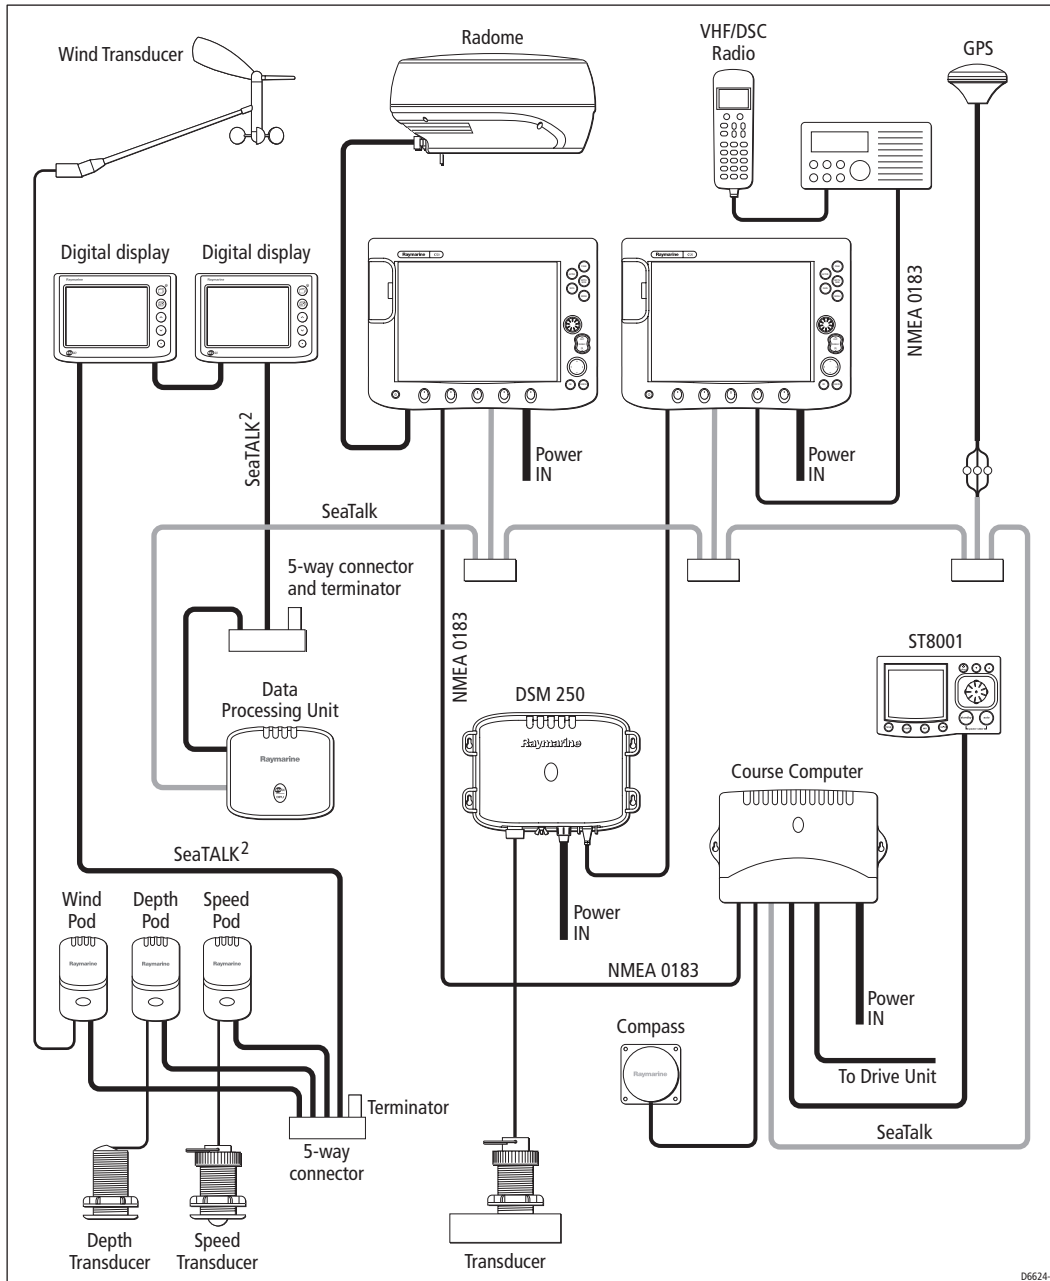 Wind Transducer
Radome
VHF/DSC
Radio
GPS
Digital display
Digital display
Raymarine
Raymarine
Raymarine
Raymarine
NMEA 0183
SeaTALK2
Power
IN
Power
IN
SeaTalk
5-way connector
and terminator
NMEA 0183
ST8001
Data
Processing Unit
DSM 250
Raymarine
Raymarine
Course Computer
SeaTALK2
Wind
Pod
Depth
Pod
Speed
Pod
Raymarine
Raymarine
Raymarine
Power
IN
NMEA 0183
Power
IN
Compass
Raymarine
To Drive Unit
Terminator
SeaTalk
5-way
connector
Depth
Transducer
Speed
Transducer
Transducer
D6624-